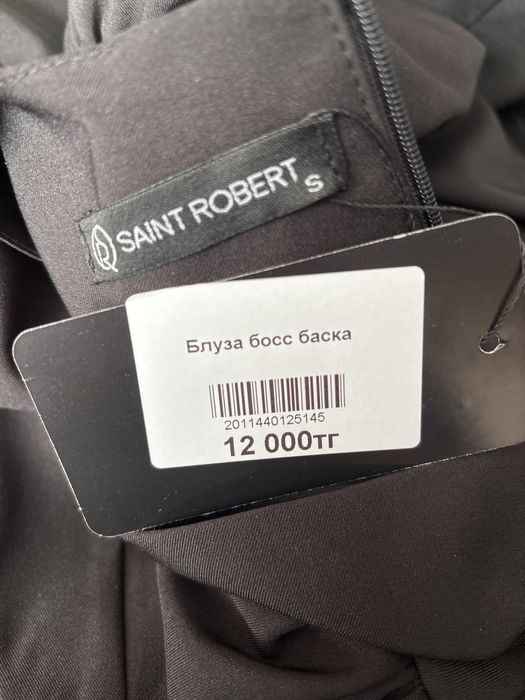 SAINT ROBERT S
Блуза босс баска
2011440125145
12 000тг